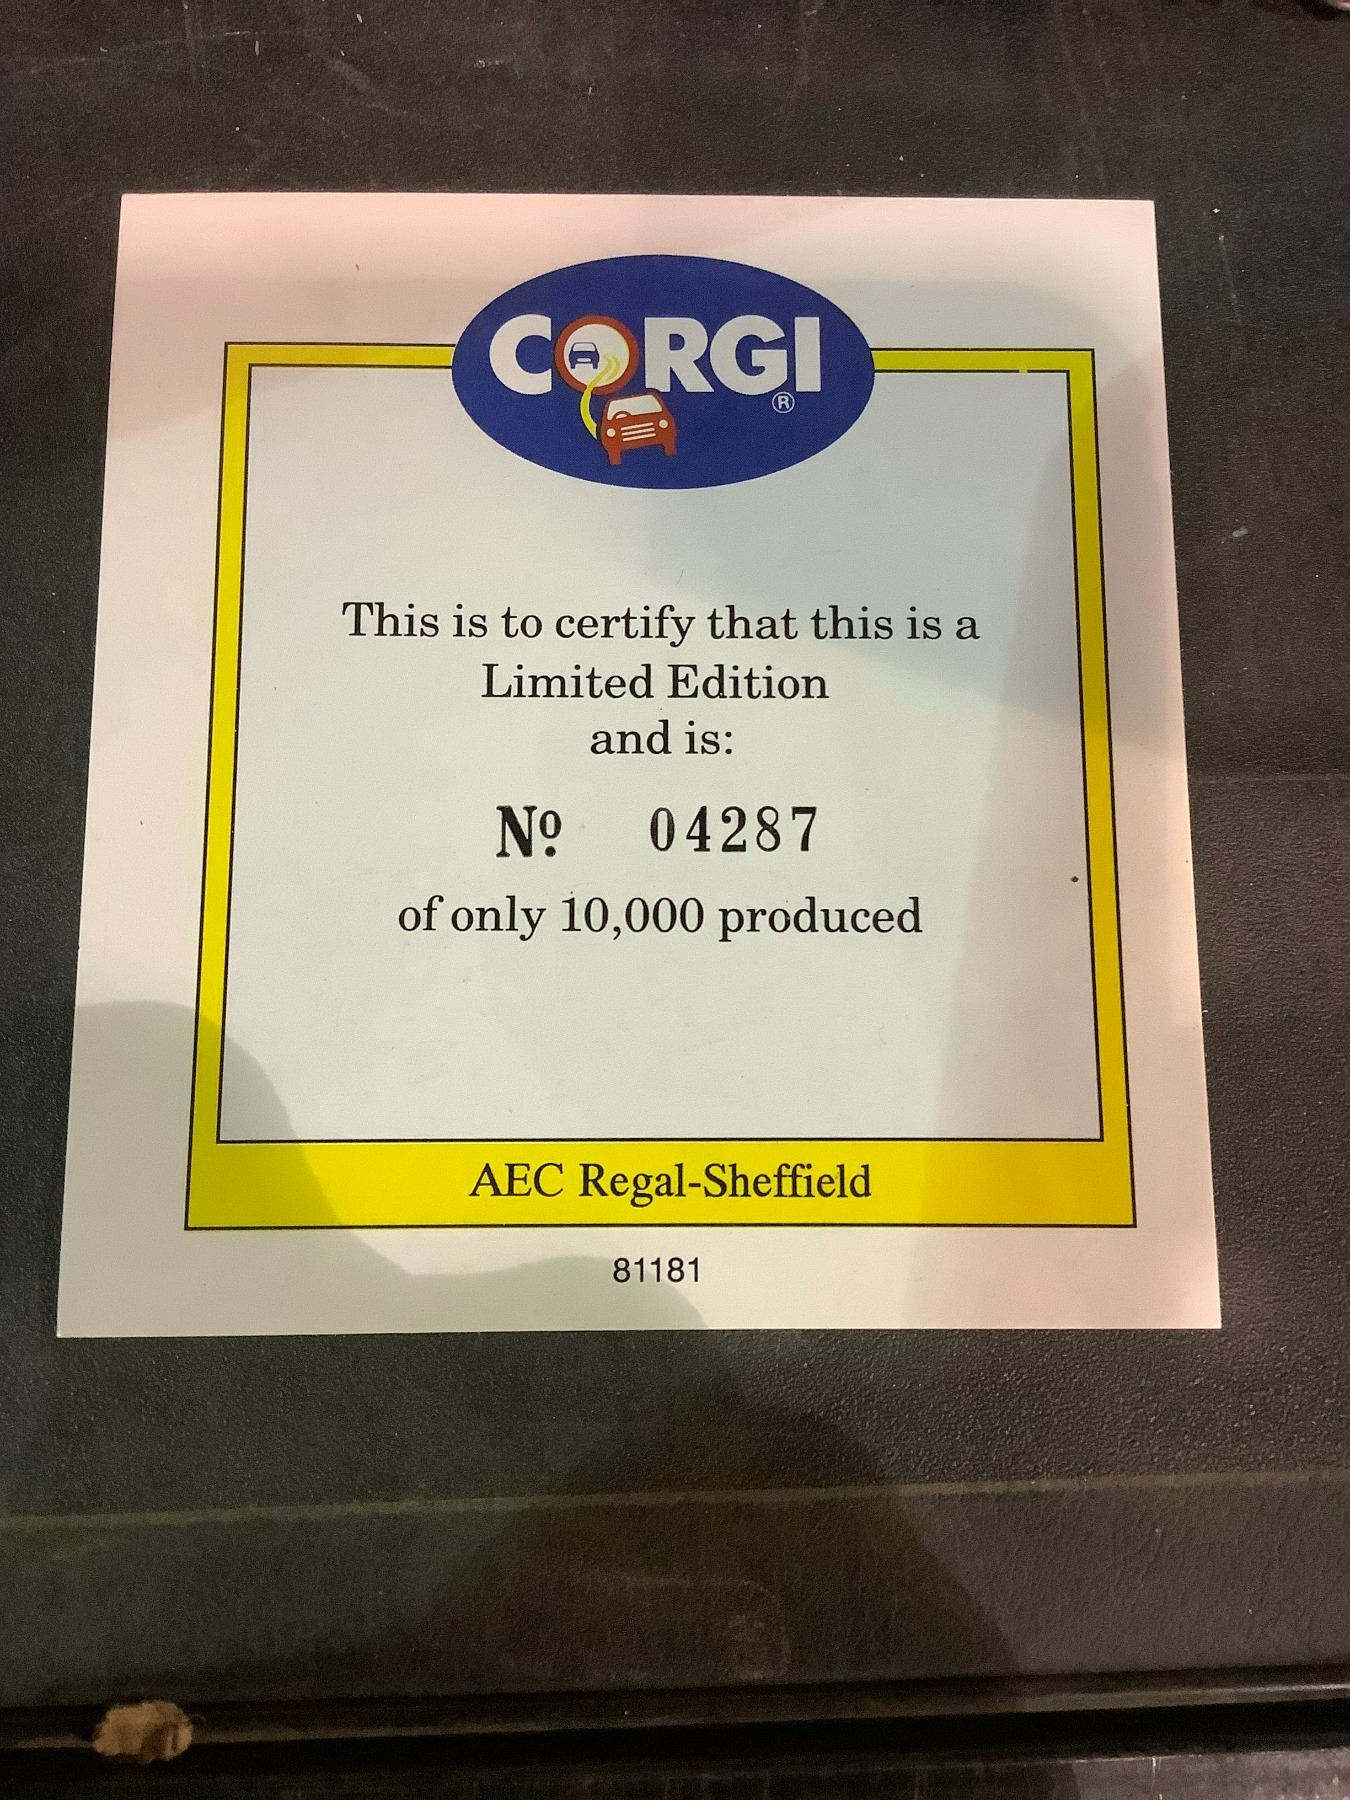 CORGI
®
This is to certify that this is a
Limited Edition
and is:
Nº 04287
of only 10,000 produced
AEC Regal-Sheffield
81181